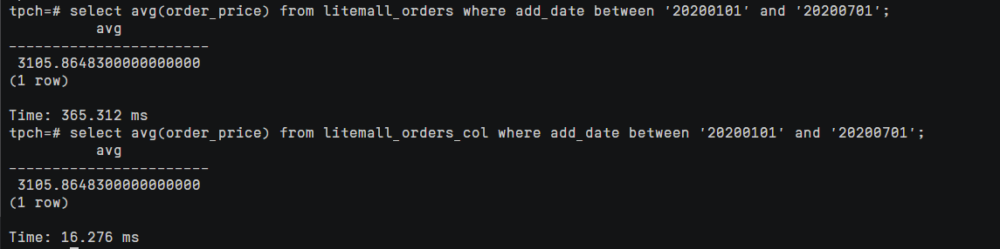 tpch=# select avg(order_price) from litemall_orders where add_date between '20200101' and '20200701';
avg
-----------------------
3105.8648300000000000
(1 row)
Time: 365.312 ms
tpch=# select avg(order_price) from litemall_orders_col where add_date between '20200101' and '20200701';
avg
-----------------------
3105.8648300000000000
(1 row)
Time: 16.276 ms